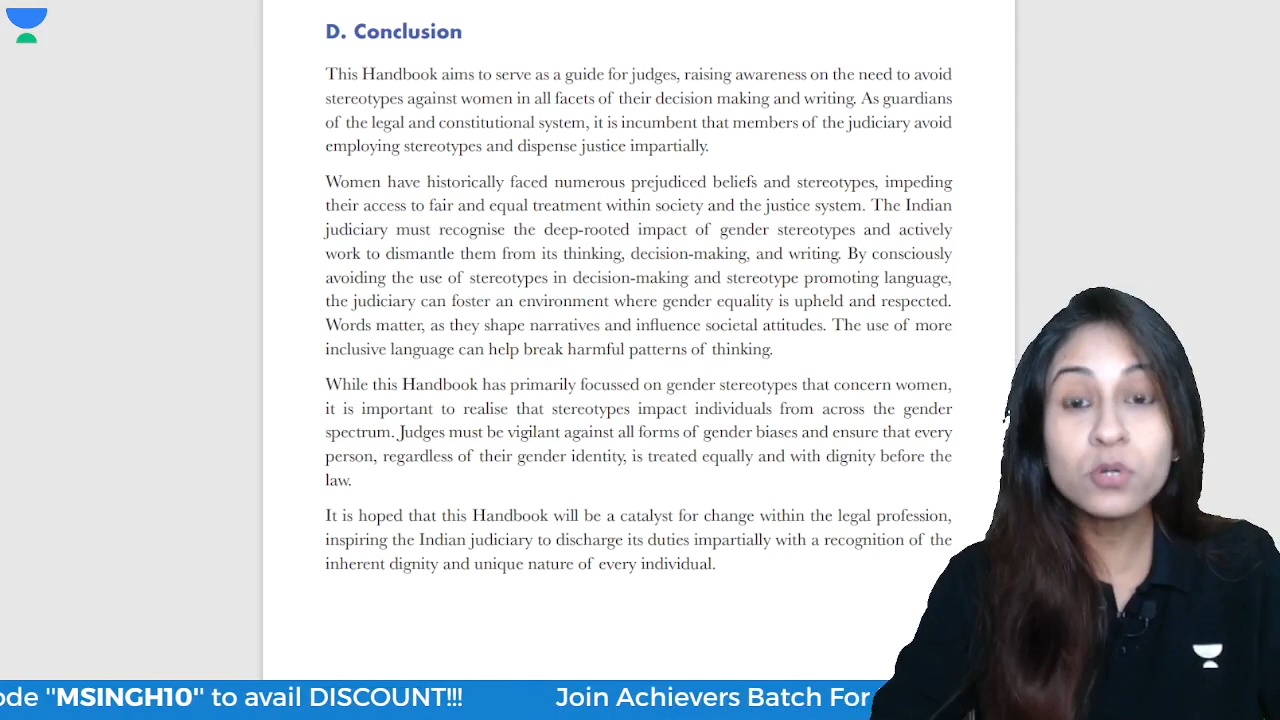 D. Conclusion
This Handbook aims to serve as a guide for judges, raising awareness on the need to avoid
stereotypes against women in all facets of their decision making and writing. As guardians
of the legal and constitutional system, it is incumbent that members of the judiciary avoid
employing stereotypes and dispense justice impartially.
Women have historically faced numerous prejudiced beliefs and stereotypes, impeding
their access to fair and equal treatment within society and the justice system. The Indian
judiciary must recognise the deep-rooted impact of gender stereotypes and actively
work to dismantle them from its thinking, decision-making, and writing. By consciously
avoiding the use of stereotypes in decision-making and stereotype promoting language,
the judiciary can foster an environment where gender equality is upheld and respected.
Words matter, as they shape narratives and influence societal attitudes. The use of more
inclusive language can help break harmful patterns of thinking.
While this Handbook has primarily focussed on gender stereotypes that concern women,
it is important to realise that stereotypes impact individuals from across the gender
spectrum. Judges must be vigilant against all forms of gender biases and ensure that every
person, regardless of their gender identity, is treated equally and with dignity before the
law.
It is hoped that this Handbook will be a catalyst for change within the legal profession,
inspiring the Indian judiciary to discharge its duties impartially with a recognition of the
inherent dignity and unique nature of every individual.
ode "MSINGH10" to avail DISCOUNT!!! Join Achievers Batch For